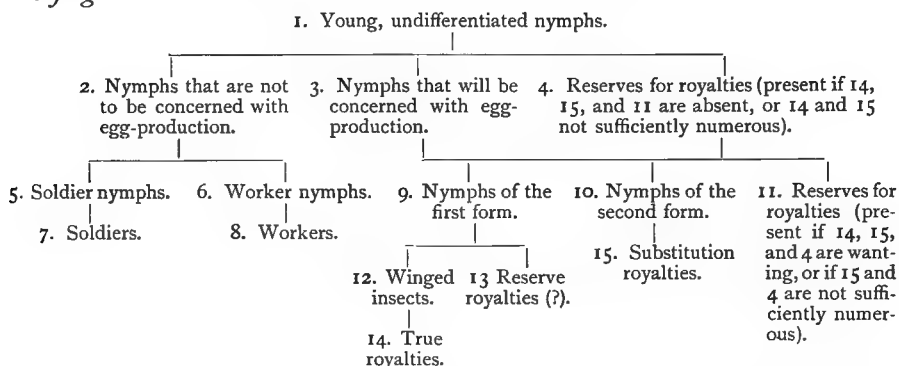 1. Young, undifferentiated nymphs.
2. Nymphs that are not
to be concerned with
egg-production.
3. Nymphs that will be
concerned with egg-
production.
4. Reserves for royalties (present if 14,
15, and 11 are absent, or 14 and 15
not sufficiently numerous).
5. Soldier nymphs.
6. Worker nymphs.
9. Nymphs of the
first form.
10. Nymphs of the
second form.
11. Reserves for
royalties (pre-
sent if 14, 15,
and 4 are want-
ing, or if 15 and
4 are not suffi-
ciently numer-
ous).
7. Soldiers.
8. Workers.
12. Winged
insects.
13 Reserve
royalties (?).
15. Substitution
royalties.
14. True
royalties.